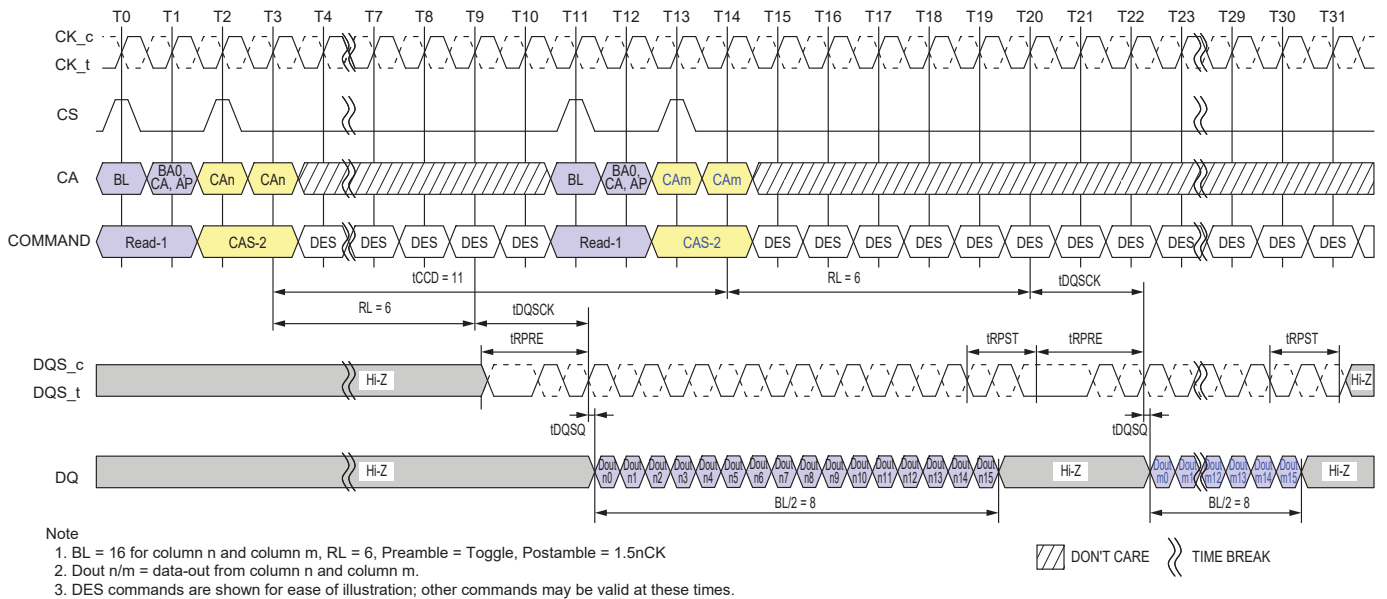 T0 T1 T2 T3 T4 T7 T8 T9 T10 T11 T12 T13 T14 T15 T16 T17 T18 T19 T20 T21 T22 T23 T29 T30 T31
CK_c
CK_t
CS
CA BL BA0, CA, AP CAn CAn BL BA0, CA, AP CAm CAm
COMMAND Read-1 CAS-2 DES DES DES DES DES Read-1 CAS-2 DES DES DES DES DES DES DES DES DES DES DES DES
tCCD = 11 RL = 6 tDQSCK
RL = 6 tDQSCK
tRPRE tRPST tRPRE tRPST
DQS_c
DQS_t
Hi-Z Hi-Z
tDQSQ tDQSQ
DQ Hi-Z Dout n0 Dout n1 Dout n2 Dout n3 Dout n4 Dout n5 Dout n6 Dout n7 Dout n8 Dout n9 Dout n10 Dout n11 Dout n12 Dout n13 Dout n14 Dout n15 Hi-Z Dout m0 Dout m1 Dout m12 Dout m13 Dout m14 Dout m15 Hi-Z
BL/2 = 8 BL/2 = 8
Note
1. BL = 16 for column n and column m, RL = 6, Preamble = Toggle, Postamble = 1.5nCK
2. Dout n/m = data-out from column n and column m.
3. DES commands are shown for ease of illustration; other commands may be valid at these times.
DON'T CARE TIME BREAK